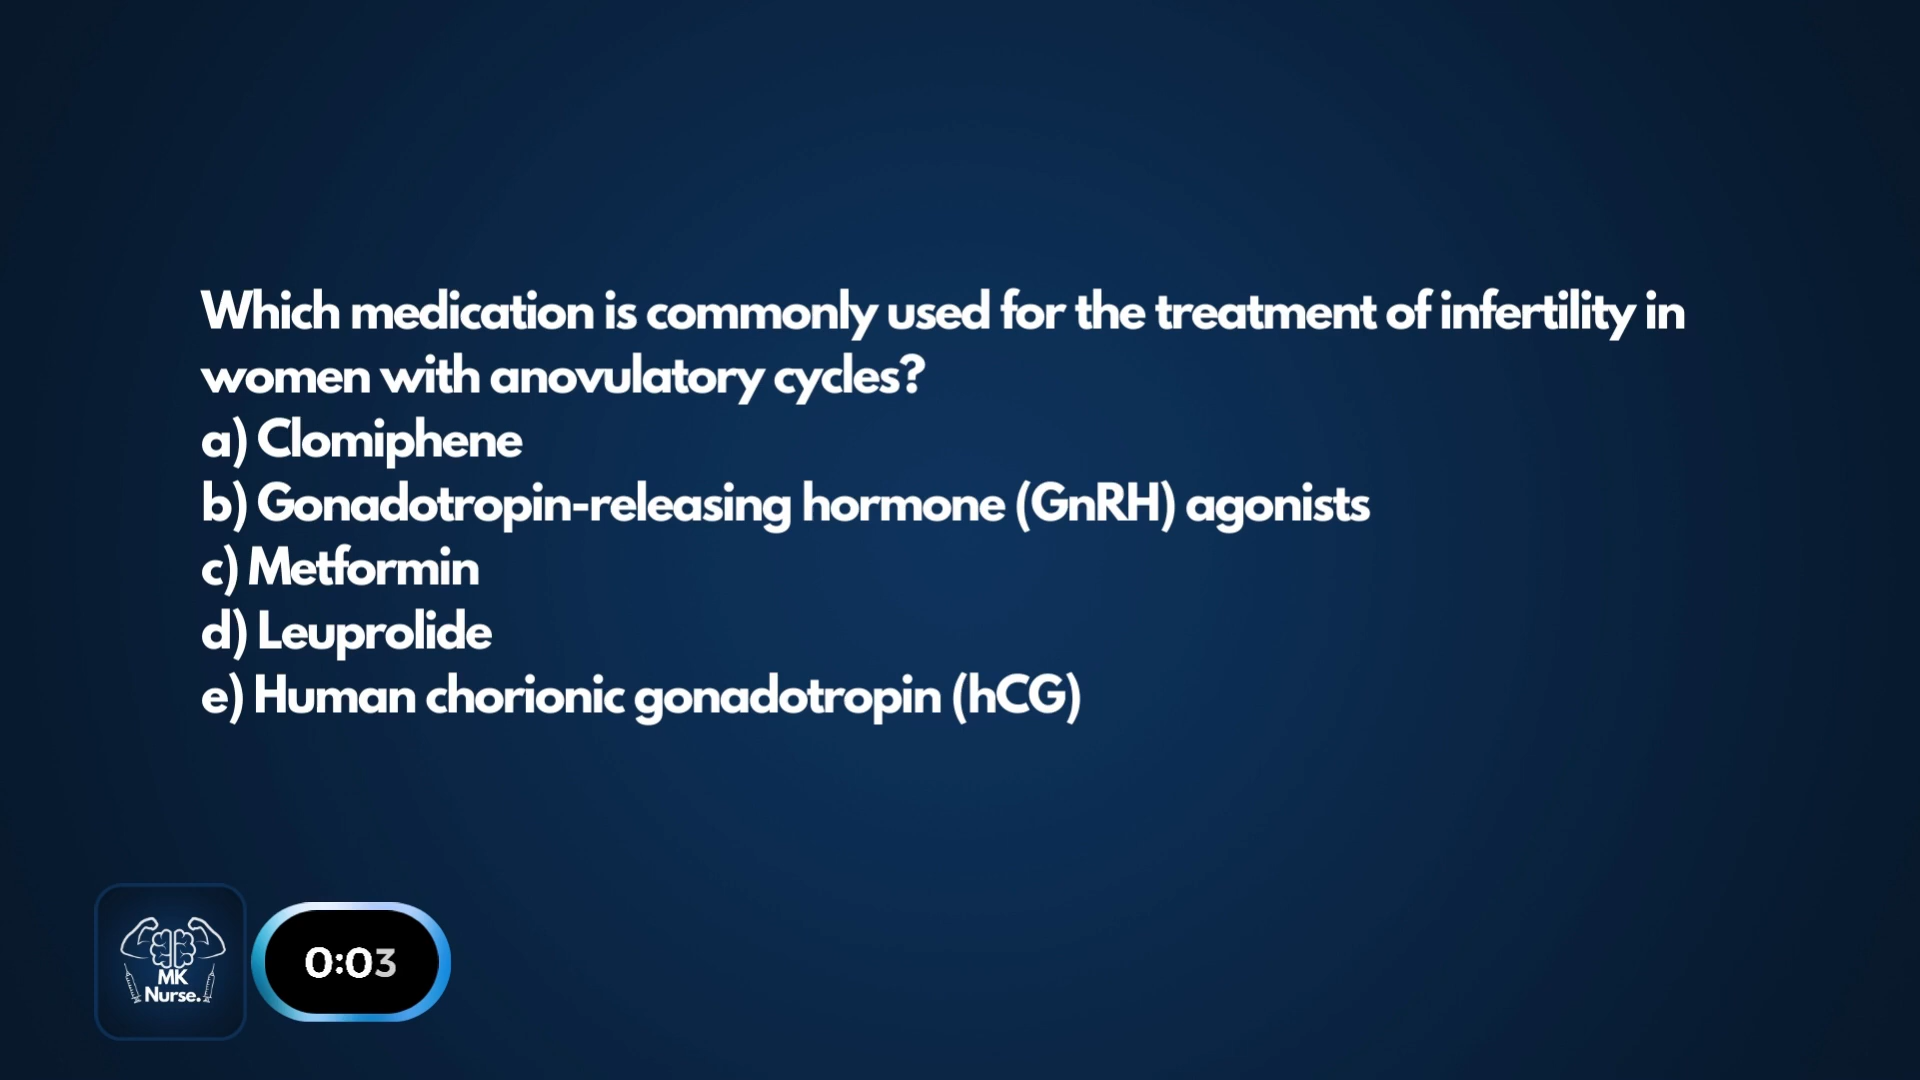 Which medication is commonly used for the treatment of infertility in
women with anovulatory cycles?
a) Clomiphene
b) Gonadotropin-releasing hormone (GnRH) agonists
c) Metformin
d) Leuprolide
e) Human chorionic gonadotropin (hCG)
MK
Nurse.
0:03